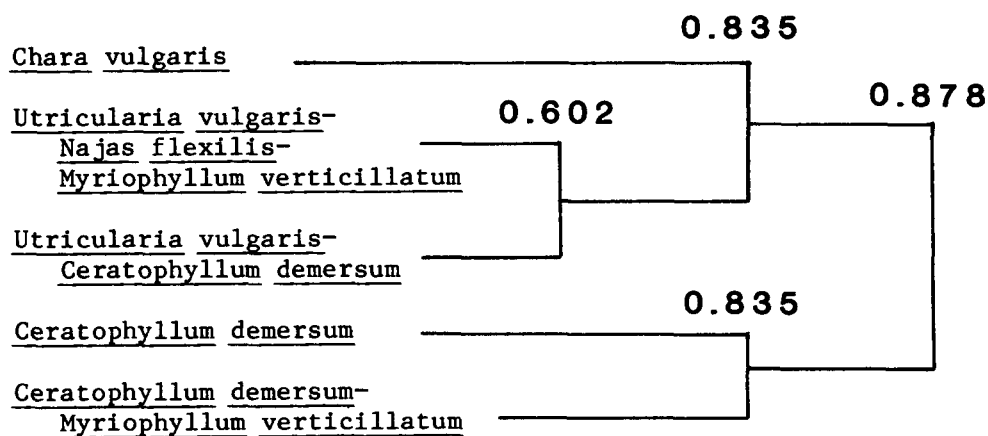 0.835
Chara vulgaris
0.878
Utricularia vulgaris-
0.602
Najas flexilis-
Myriophyllum verticillatum
Utricularia vulgaris-
Ceratophyllum demersum
0.835
Ceratophyllum demersum
Ceratophyllum demersum-
Myriophyllum verticillatum